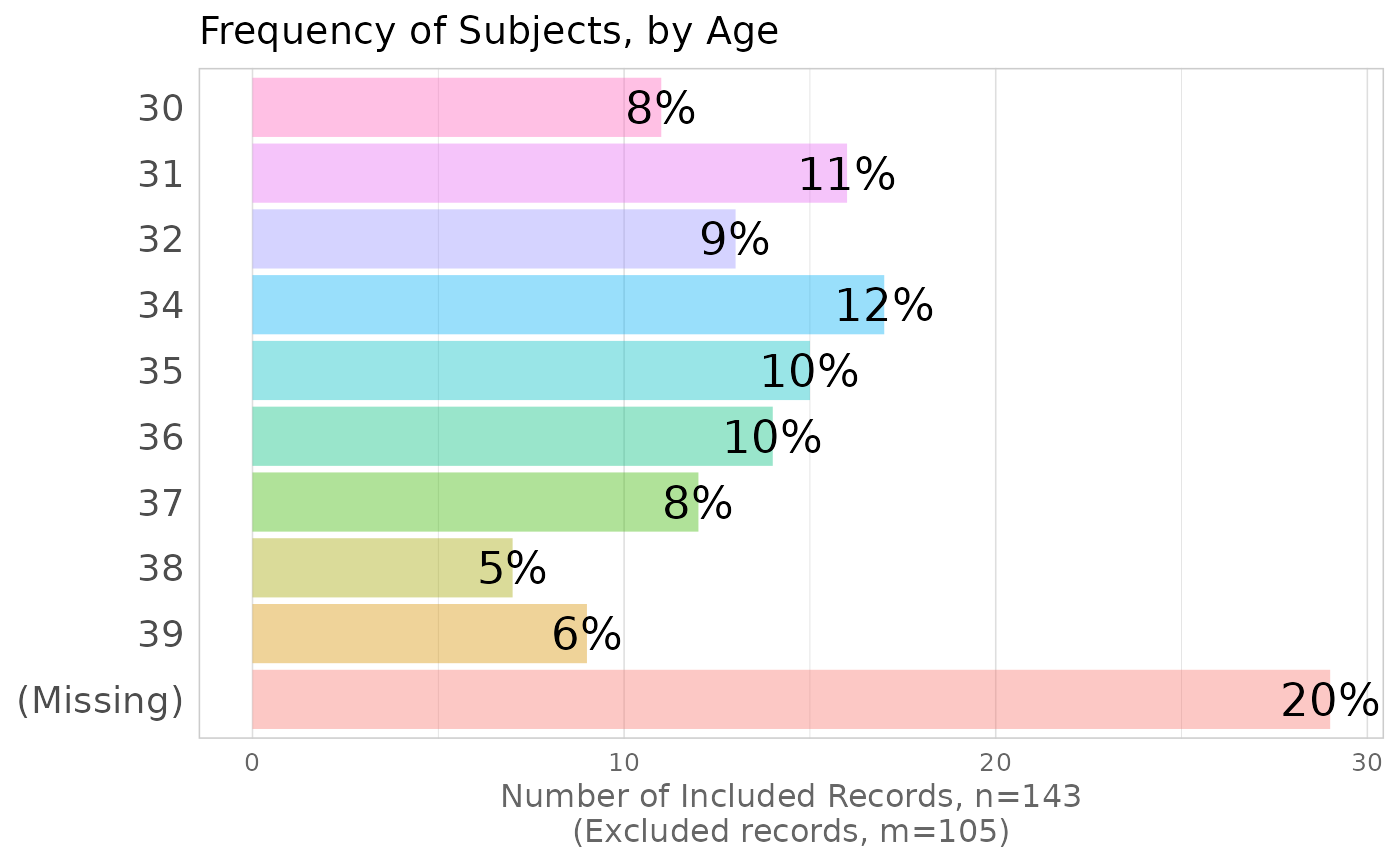 Frequency of Subjects, by Age
30 8%
31 11%
32 9%
34 12%
35 10%
36 10%
37 8%
38 5%
39 6%
(Missing) 20%
0 10 20 30
Number of Included Records, n=143
(Excluded records, m=105)